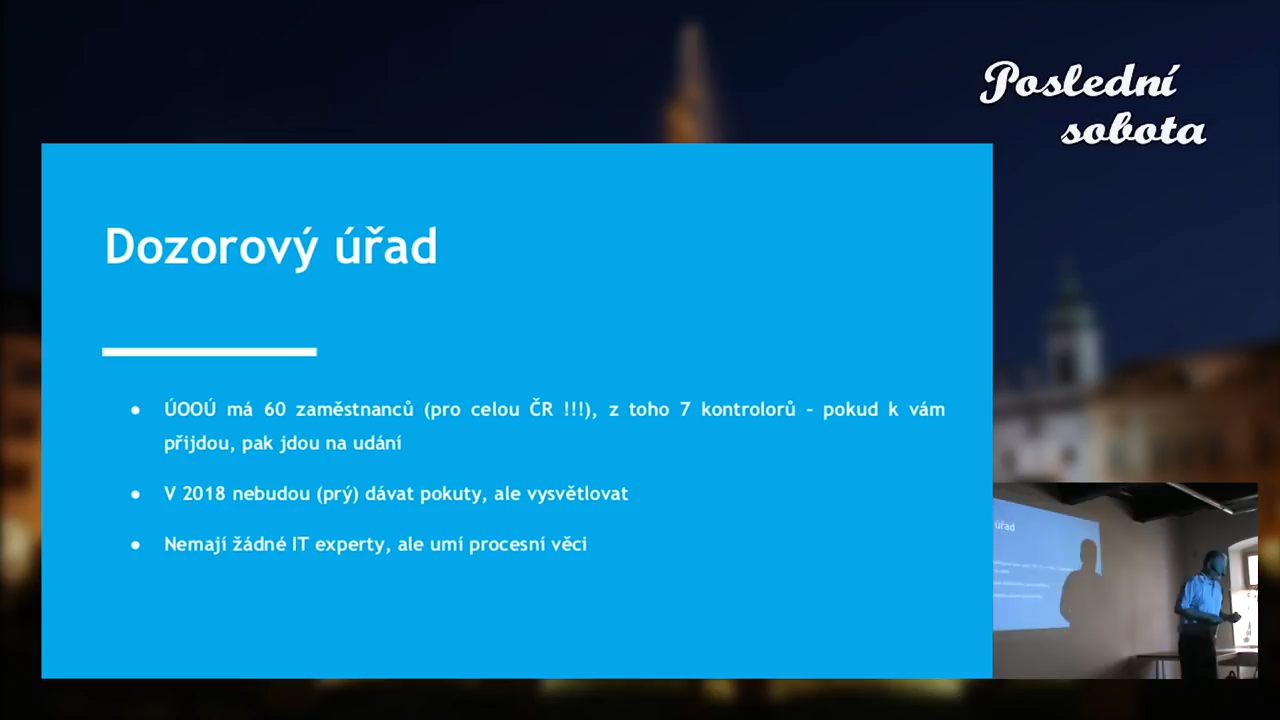 Poslední
sobota
Dozorový úřad
● ÚOOÚ má 60 zaměstnanců (pro celou ČR !!!), z toho 7 kontrolorů – pokud k vám
přijdou, pak jdou na udání
● V 2018 nebudou (prý) dávat pokuty, ale vysvětlovat
● Nemají žádné IT experty, ale umí procesní věci
úřad